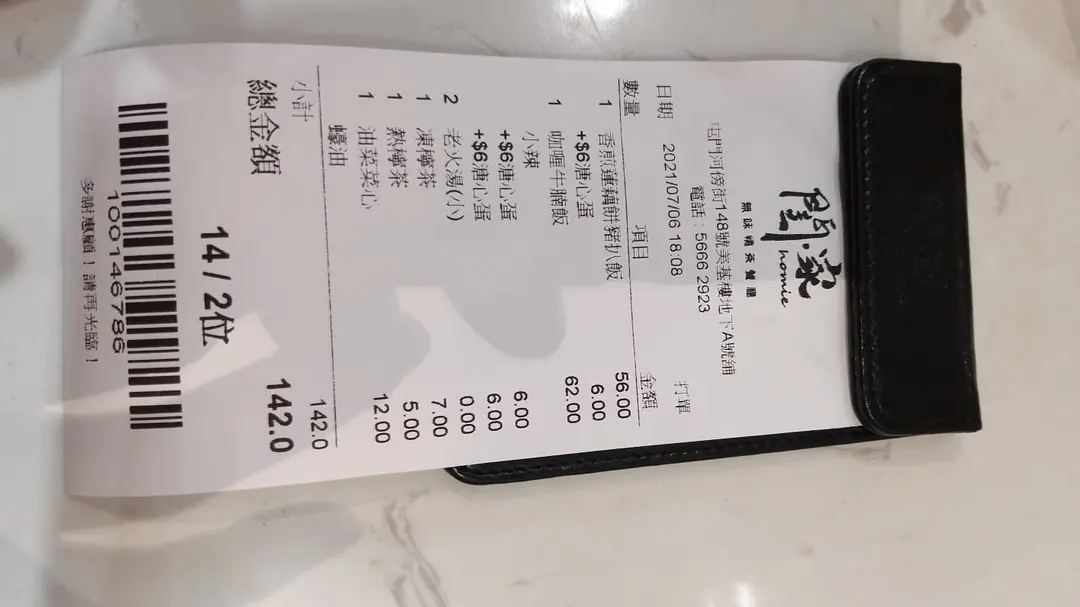 家
homie
無味精茶餐廳
屯門河傍街148號美基樓地下A號舖
電話：5666 2923
日期 2021/07/06 18:08 打單
數量 項目 金額
1 香煎蓮藕餅豬扒飯 56.00
+$6溏心蛋 6.00
1 咖喱牛腩飯 62.00
小辣
+$6溏心蛋 6.00
+$6溏心蛋 6.00
2 老火湯(小) 0.00
1 凍檸茶 7.00
1 熱檸茶 5.00
1 油菜菜心 12.00
蠔油
小計 142.0
總金額 142.0
14 / 2位
1001146786
多謝惠顧！請再光臨！